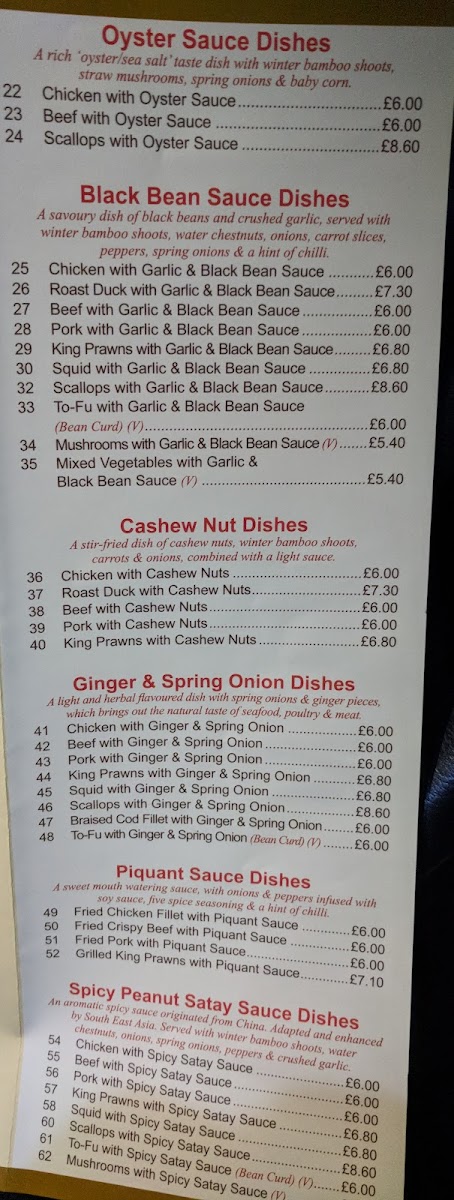 Oyster Sauce Dishes
A rich 'oyster/sea salt' taste dish with winter bamboo shoots,
straw mushrooms, spring onions & baby corn.
22 Chicken with Oyster Sauce..............................£6.00
23 Beef with Oyster Sauce ..................................£6.00
24 Scallops with Oyster Sauce ............................£8.60
Black Bean Sauce Dishes
A savoury dish of black beans and crushed garlic, served with
winter bamboo shoots, water chestnuts, onions, carrot slices,
peppers, spring onions & a hint of chilli.
25 Chicken with Garlic & Black Bean Sauce ...........£6.00
26 Roast Duck with Garlic & Black Bean Sauce.........£7.30
27 Beef with Garlic & Black Bean Sauce .................£6.00
28 Pork with Garlic & Black Bean Sauce .................£6.00
29 King Prawns with Garlic & Black Bean Sauce.........£6.80
30 Squid with Garlic & Black Bean Sauce ...............£6.80
32 Scallops with Garlic & Black Bean Sauce............£8.60
33 To-Fu with Garlic & Black Bean Sauce
(Bean Curd) (V)......................................................£6.00
34 Mushrooms with Garlic & Black Bean Sauce (V).......£5.40
35 Mixed Vegetables with Garlic &
Black Bean Sauce (V) .......................................£5.40
Cashew Nut Dishes
A stir-fried dish of cashew nuts, winter bamboo shoots,
carrots & onions, combined with a light sauce.
36 Chicken with Cashew Nuts ..............................£6.00
37 Roast Duck with Cashew Nuts..........................£7.30
38 Beef with Cashew Nuts....................................£6.00
39 Pork with Cashew Nuts....................................£6.00
40 King Prawns with Cashew Nuts........................£6.80
Ginger & Spring Onion Dishes
A light and herbal flavoured dish with spring onions & ginger pieces,
which brings out the natural taste of seafood, poultry & meat.
41 Chicken with Ginger & Spring Onion .................£6.00
42 Beef with Ginger & Spring Onion......................£6.00
43 Pork with Ginger & Spring Onion .....................£6.00
44 King Prawns with Ginger & Spring Onion ..........£6.80
45 Squid with Ginger & Spring Onion ....................£6.80
46 Scallops with Ginger & Spring Onion.................£8.60
47 Braised Cod Fillet with Ginger & Spring Onion.......£6.00
48 To-Fu with Ginger & Spring Onion (Bean Curd) (V) ........£6.00
Piquant Sauce Dishes
A sweet mouth watering sauce, with onions & peppers infused with
soy sauce, five spice seasoning & a hint of chilli.
49 Fried Chicken Fillet with Piquant Sauce ............£6.00
50 Fried Crispy Beef with Piquant Sauce ...............£6.00
51 Fried Pork with Piquant Sauce.........................£6.00
52 Grilled King Prawns with Piquant Sauce............£7.10
Spicy Peanut Satay Sauce Dishes
An aromatic spicy sauce originated from China. Adapted and enhanced
by South East Asia. Served with winter bamboo shoots, water
chestnuts, onions, spring onions, peppers & crushed garlic.
54 Chicken with Spicy Satay Sauce ......................£6.00
55 Beef with Spicy Satay Sauce...........................£6.00
56 Pork with Spicy Satay Sauce...........................£6.00
57 King Prawns with Spicy Satay Sauce ................£6.80
58 Squid with Spicy Satay Sauce .........................£6.80
60 Scallops with Spicy Satay Sauce......................£8.60
61 To-Fu with Spicy Satay Sauce (Bean Curd) (V).......£6.00
62 Mushrooms with Spicy Satay Sauce (V)